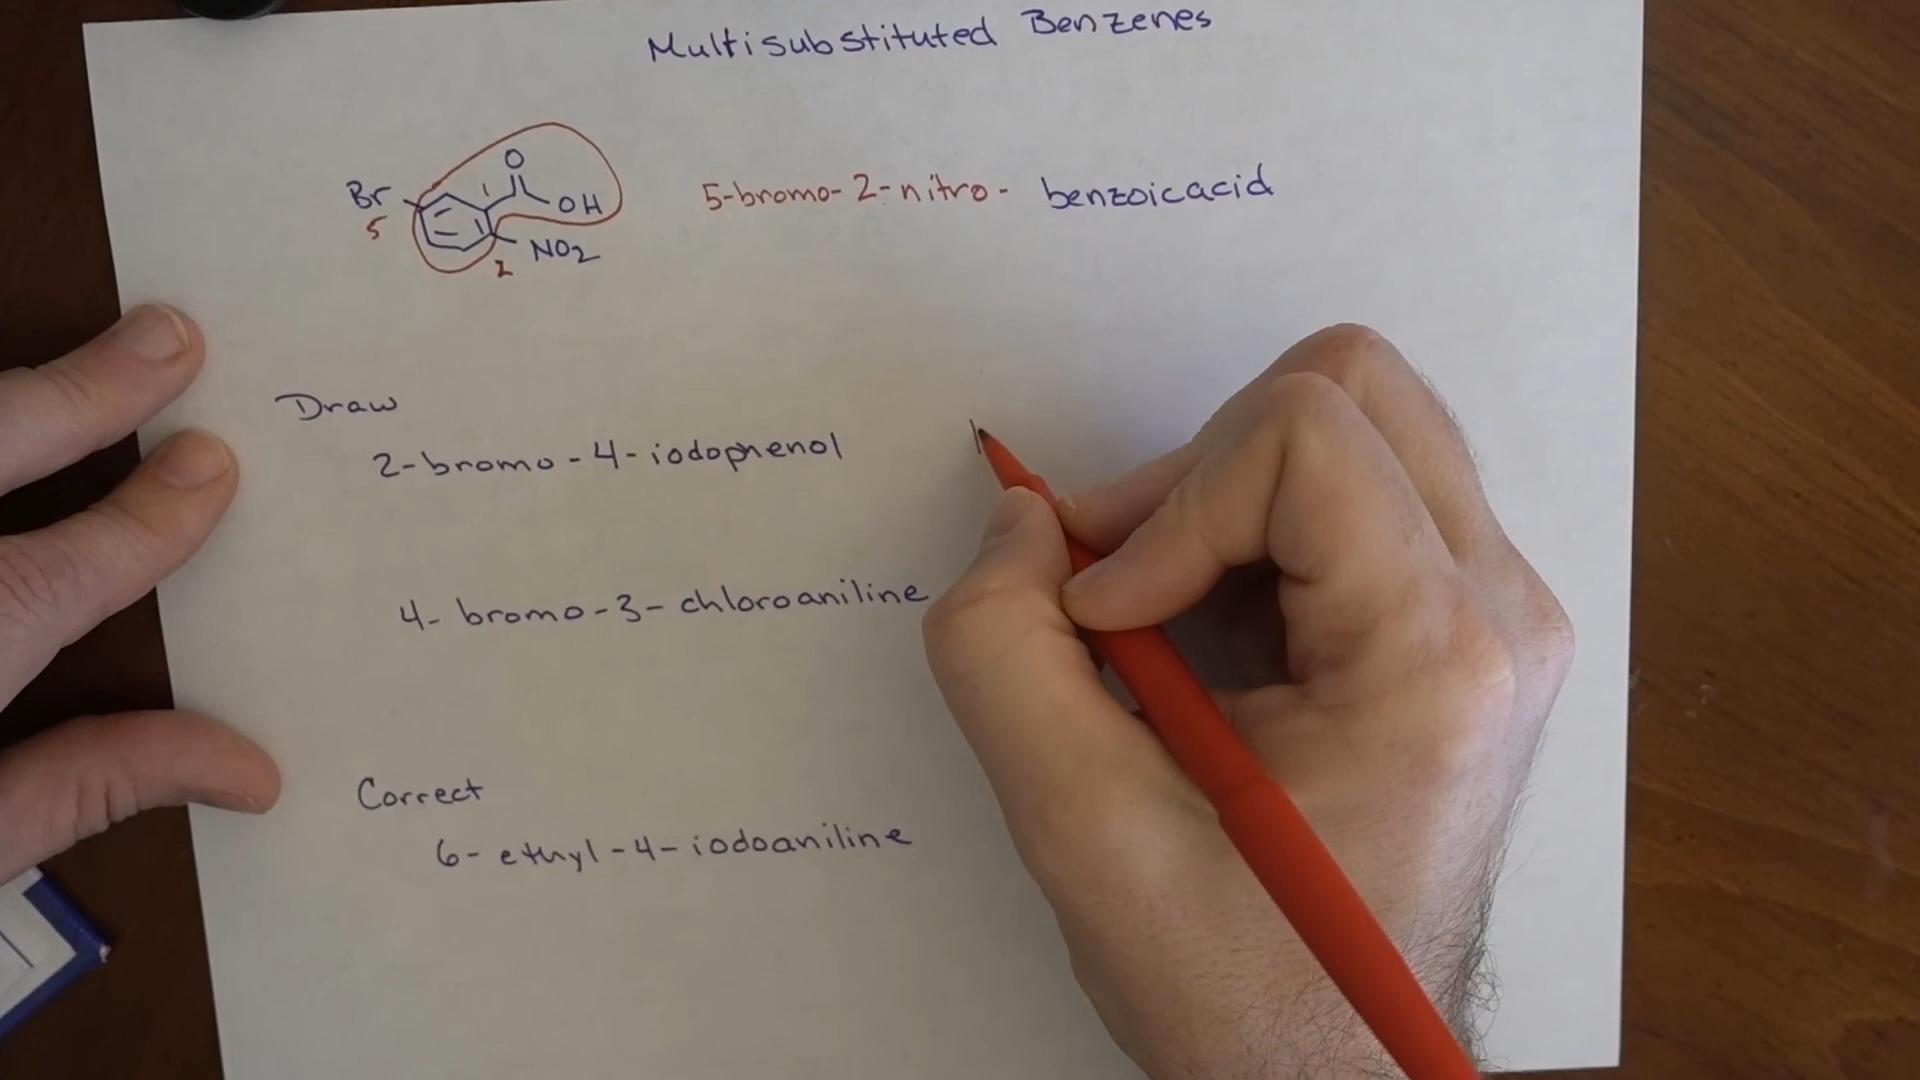 Multisubstituted Benzenes
O
Br 1 OH 5-bromo-2-nitro- benzoicacid
5 NO2
2
Draw
2-bromo-4-iodophenol
4-bromo-3-chloroaniline
Correct
6-ethyl-4-iodoaniline